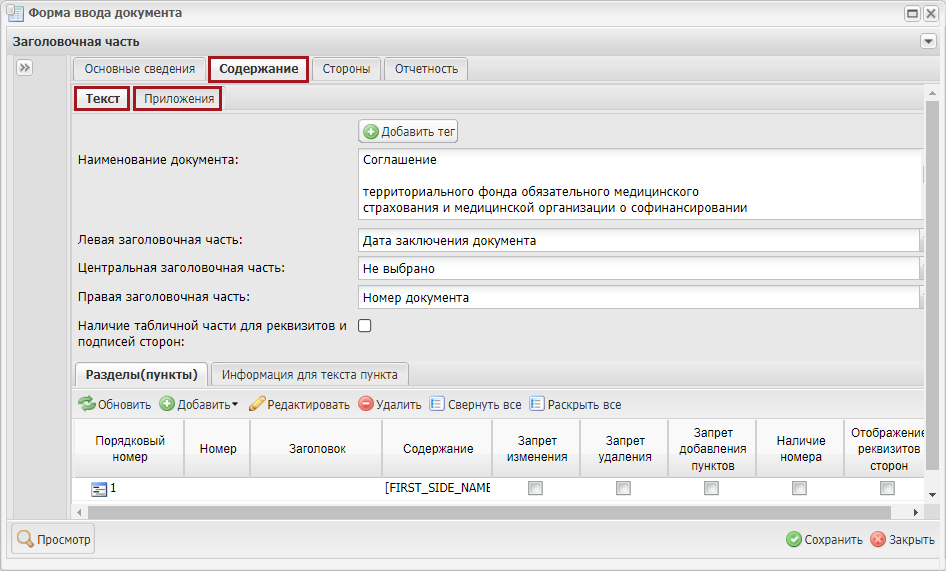 Форма ввода документа
Заголовочная часть
Основные сведения
Содержание
Стороны
Отчетность
Текст
Приложения
Добавить тег
Наименование документа:
Соглашение
территориального фонда обязательного медицинского
страхования и медицинской организации о софинансировании
Левая заголовочная часть:
Дата заключения документа
Центральная заголовочная часть:
Не выбрано
Правая заголовочная часть:
Номер документа
Наличие табличной части для реквизитов и
подписей сторон:
Разделы(пункты)
Информация для текста пункта
Обновить
Добавить
Редактировать
Удалить
Свернуть все
Раскрыть все
Порядковый
номер
Номер
Заголовок
Содержание
Запрет
изменения
Запрет
удаления
Запрет
добавления
пунктов
Наличие
номера
Отображение
реквизитов
сторон
1
[FIRST_SIDE_NAME
Просмотр
Сохранить
Закрыть